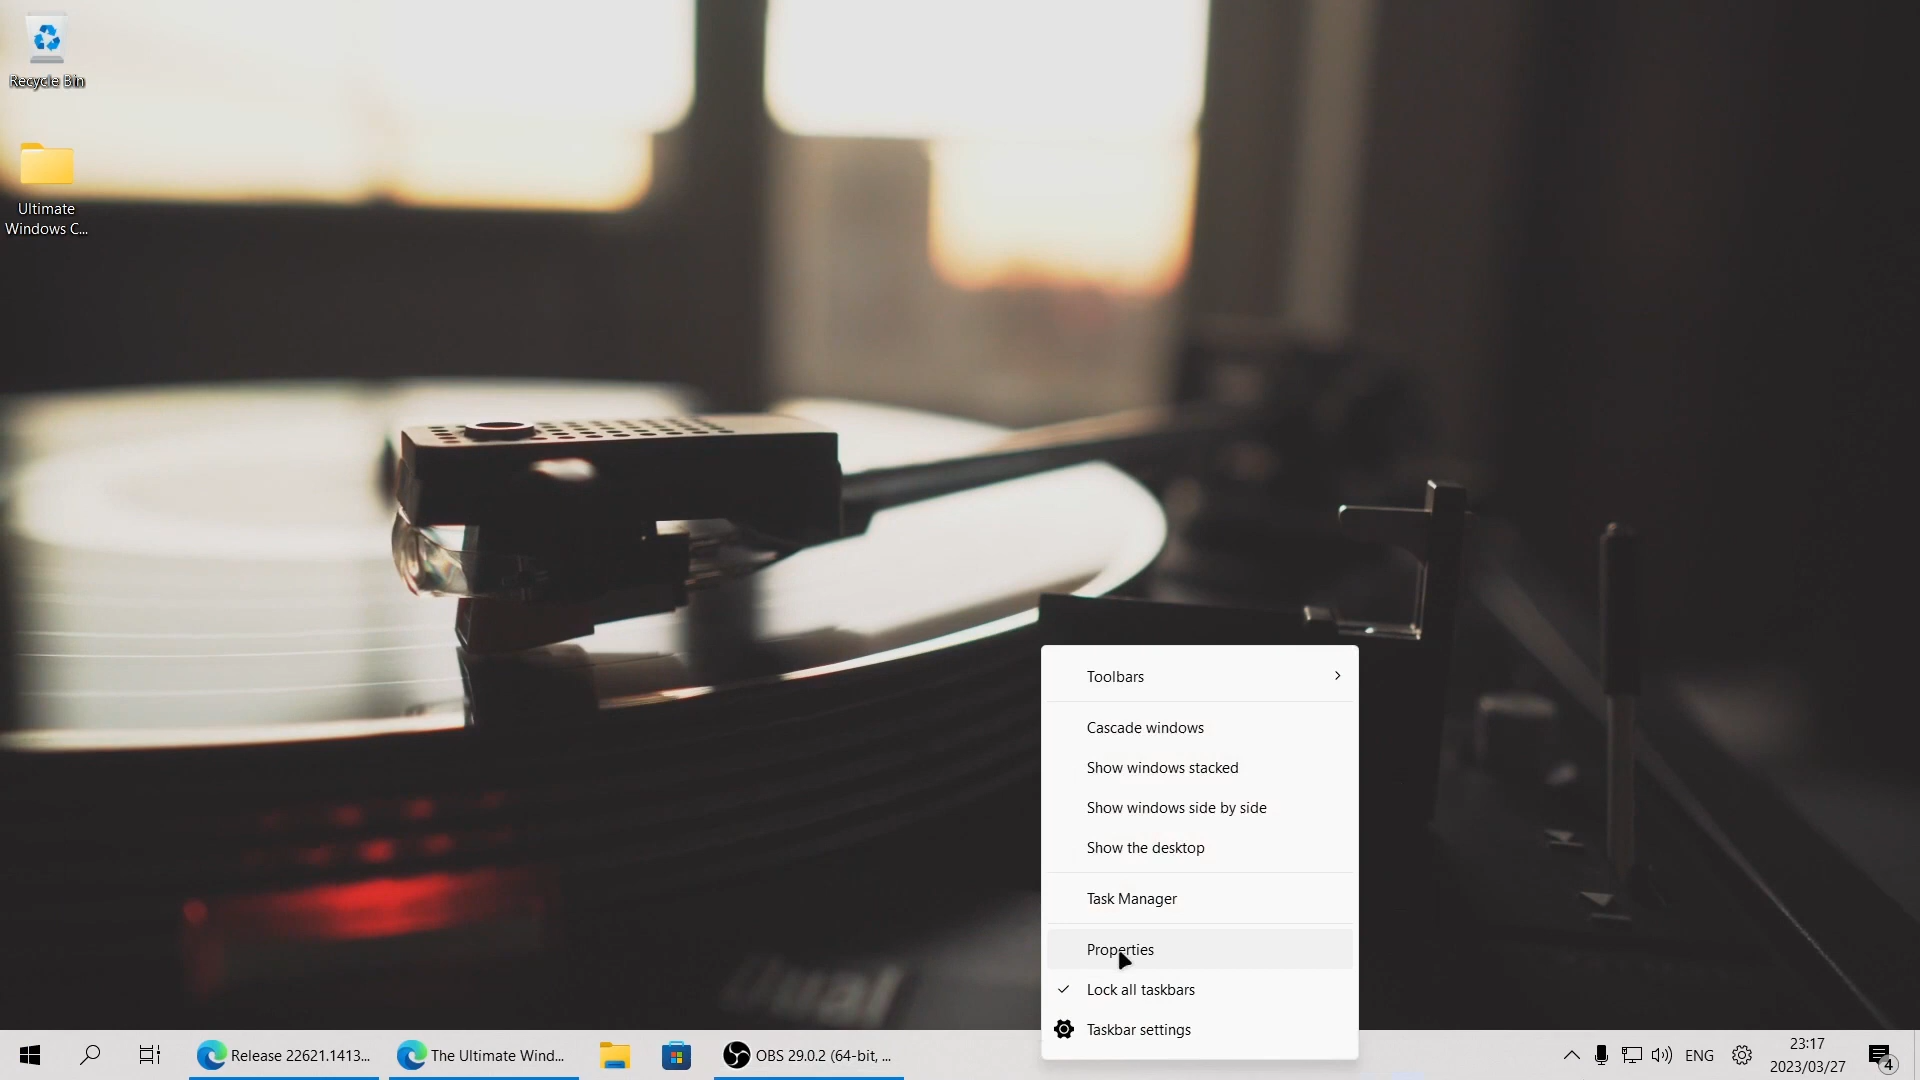 Recycle Bin
Ultimate
Windows C...
Dual
Toolbars
Cascade windows
Show windows stacked
Show windows side by side
Show the desktop
Task Manager
Properties
Lock all taskbars
Taskbar settings
Release 22621.1413...
The Ultimate Wind...
OBS 29.0.2 (64-bit, ...
ENG
23:17
2023/03/27
4